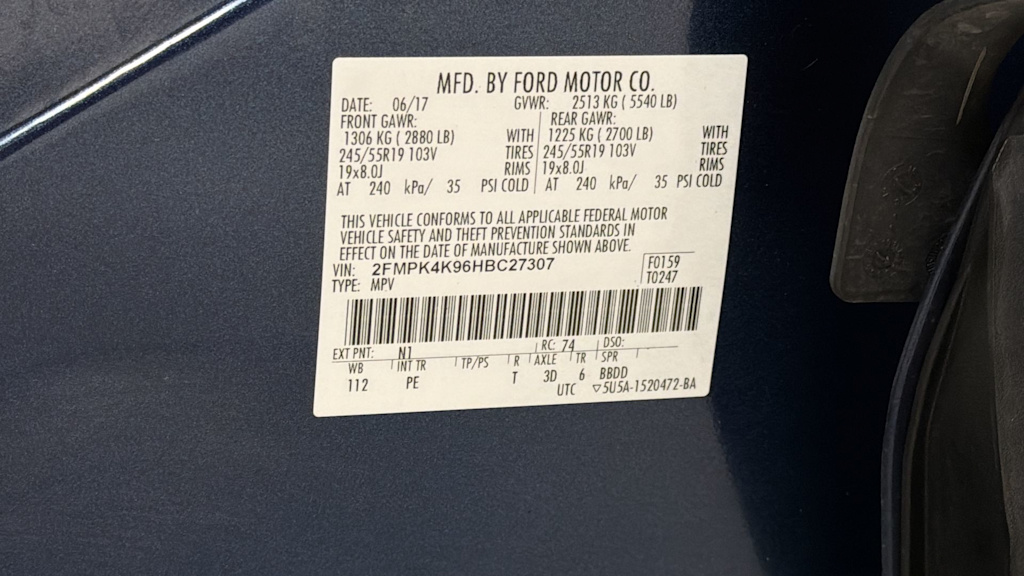 MFD. BY FORD MOTOR CO.
DATE: 06/17 GVWR: 2513 KG ( 5540 LB)
FRONT GAWR: REAR GAWR:
1306 KG ( 2880 LB) WITH 1225 KG ( 2700 LB) WITH
245/55R19 103V TIRES 245/55R19 103V TIRES
19x8.0J RIMS 19x8.0J RIMS
AT 240 kPa/ 35 PSI COLD AT 240 kPa/ 35 PSI COLD
THIS VEHICLE CONFORMS TO ALL APPLICABLE FEDERAL MOTOR
VEHICLE SAFETY AND THEFT PREVENTION STANDARDS IN
EFFECT ON THE DATE OF MANUFACTURE SHOWN ABOVE.
VIN: 2FMPK4K96HBC27307 F0159
TYPE: MPV T0247
EXT PNT: N1 RC: 74 DSO:
WB INT TR TP/PS R AXLE TR SPR
112 PE T 3D 6 BBDD
UTC ▽5U5A-1520472-BA